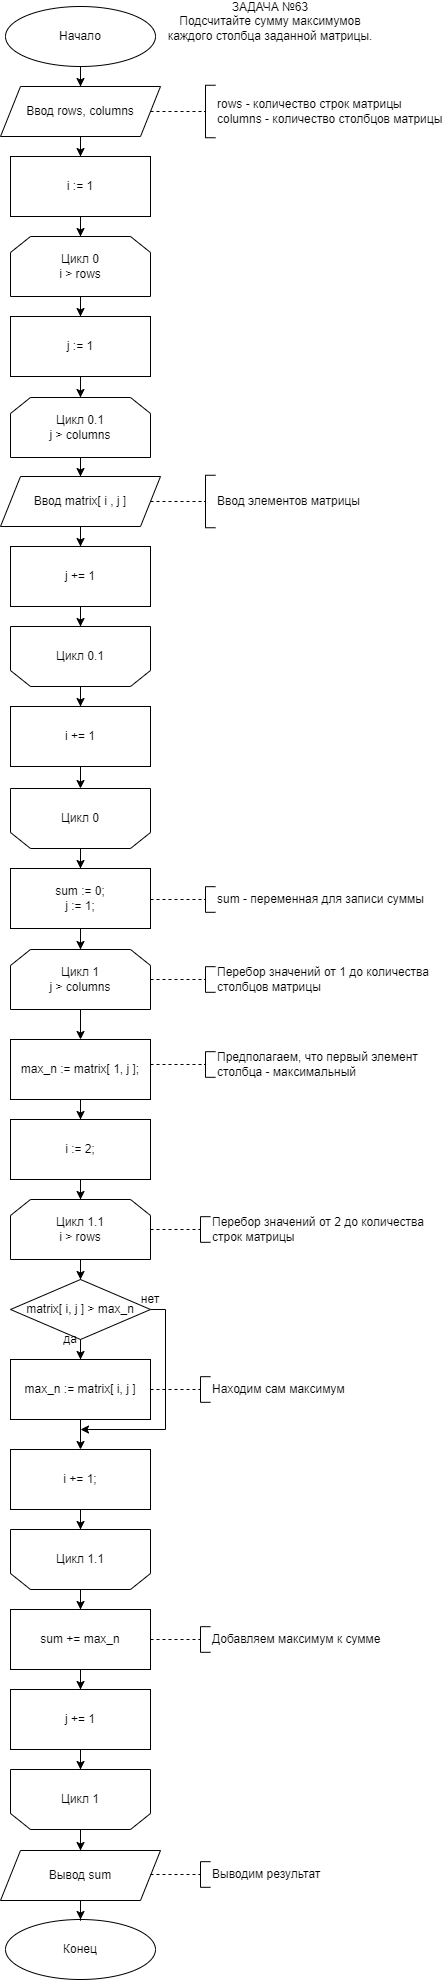 ЗАДАЧА №63
Подсчитайте сумму максимумов
каждого столбца заданной матрицы.
Начало
Ввод rows, columns
rows - количество строк матрицы
columns - количество столбцов матрицы
i := 1
Цикл 0
i > rows
j := 1
Цикл 0.1
j > columns
Ввод matrix[ i , j ]
Ввод элементов матрицы
j += 1
Цикл 0.1
i += 1
Цикл 0
sum := 0;
j := 1;
sum - переменная для записи суммы
Цикл 1
j > columns
Перебор значений от 1 до количества
столбцов матрицы
max_n := matrix[ 1, j ];
Предполагаем, что первый элемент
столбца - максимальный
i := 2;
Цикл 1.1
i > rows
Перебор значений от 2 до количества
строк матрицы
matrix[ i, j ] > max_n
нет
да
max_n := matrix[ i, j ]
Находим сам максимум
i += 1;
Цикл 1.1
sum += max_n
Добавляем максимум к сумме
j += 1
Цикл 1
Вывод sum
Выводим результат
Конец